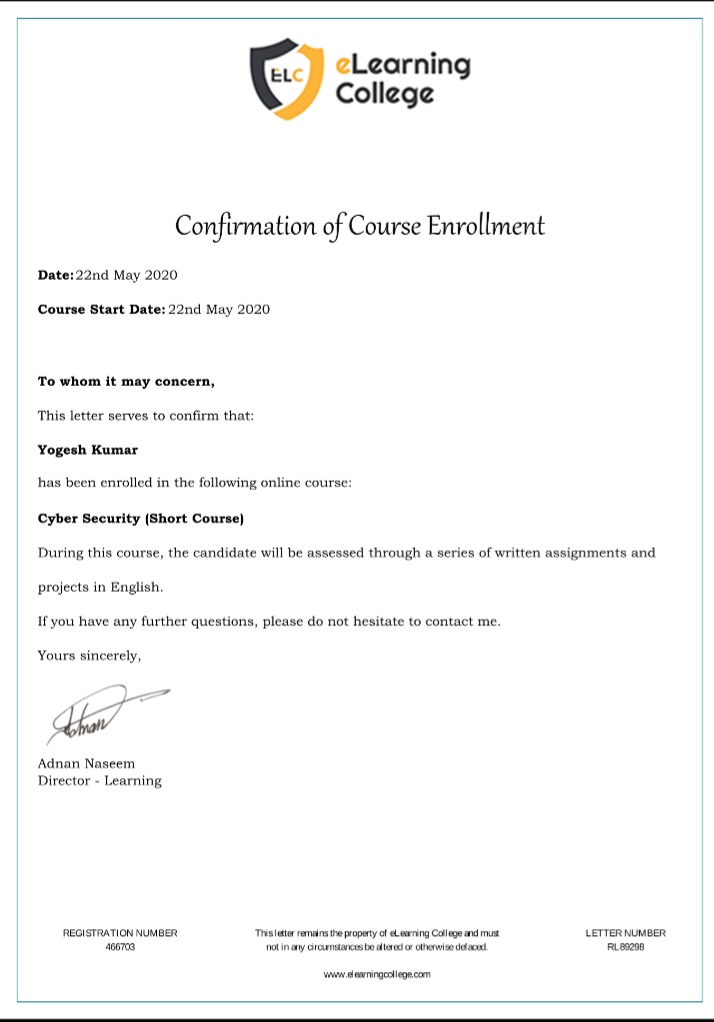 ELC
eLearning
College
Confirmation of Course Enrollment
Date: 22nd May 2020
Course Start Date: 22nd May 2020
To whom it may concern,
This letter serves to confirm that:
Yogesh Kumar
has been enrolled in the following online course:
Cyber Security (Short Course)
During this course, the candidate will be assessed through a series of written assignments and
projects in English.
If you have any further questions, please do not hesitate to contact me.
Yours sincerely,
Adnan
Adnan Naseem
Director - Learning
REGISTRATION NUMBER
466703
This letter remains the property of eLearning College and must
not in any circumstances be altered or otherwise defaced.
www.elearningcollege.com
LETTER NUMBER
RL89298